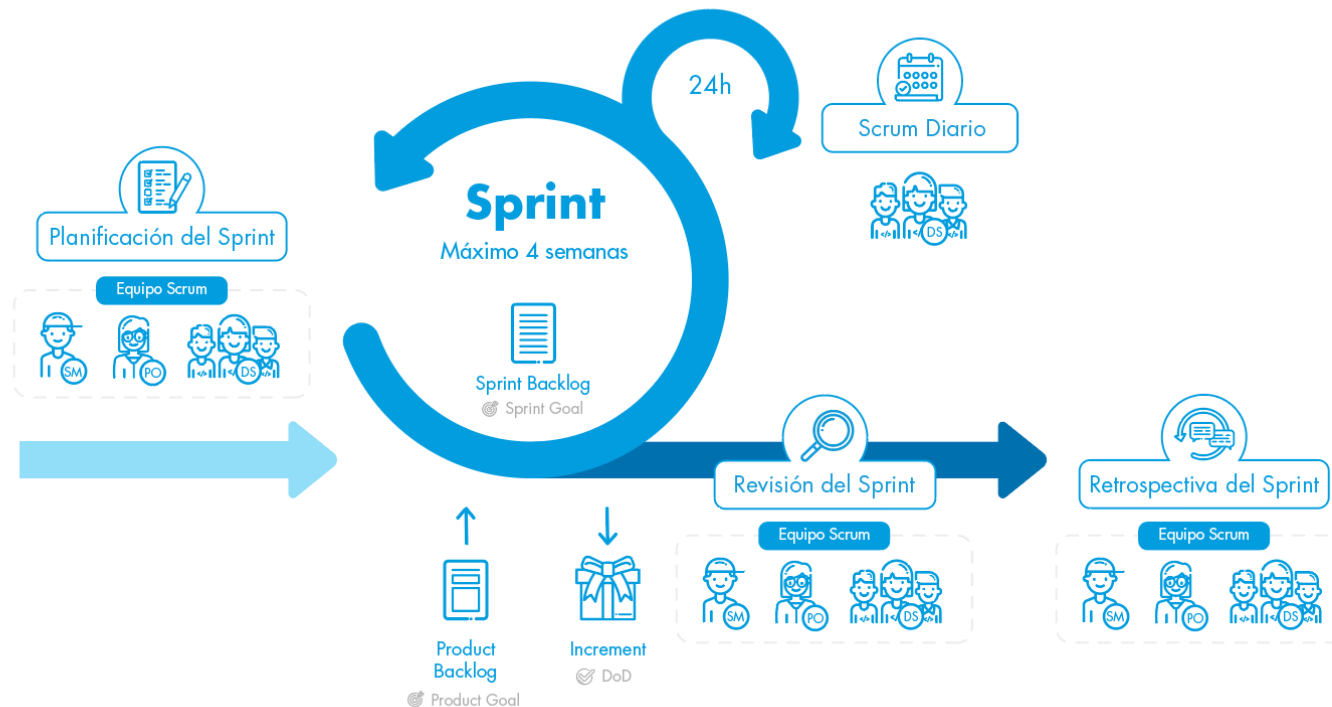 24h
Scrum Diario
DS
Sprint
Máximo 4 semanas
Planificación del Sprint
Equipo Scrum
SM
PO
DS
Sprint Backlog
Sprint Goal
Revisión del Sprint
Equipo Scrum
SM
PO
DS
Retrospectiva del Sprint
Equipo Scrum
SM
PO
DS
Product
Backlog
Product Goal
Increment
DoD